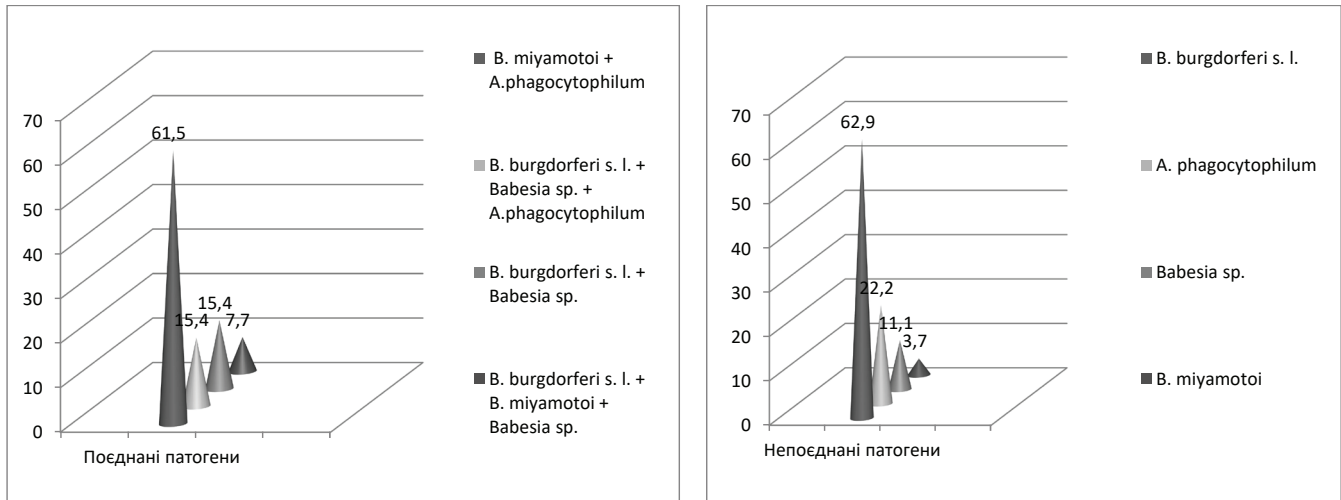 70
60
50
40
30
20
10
0
61,5
15,4
15,4
7,7
Поєднані патогени
B. miyamotoi +
A.phagocytophilum
B. burgdorferi s. l. +
Babesia sp. +
A.phagocytophilum
B. burgdorferi s. l. +
Babesia sp.
B. burgdorferi s. l. +
B. miyamotoi +
Babesia sp.
70
60
50
40
30
20
10
0
62,9
22,2
11,1
3,7
Непоєднані патогени
B. burgdorferi s. l.
A. phagocytophilum
Babesia sp.
B. miyamotoi